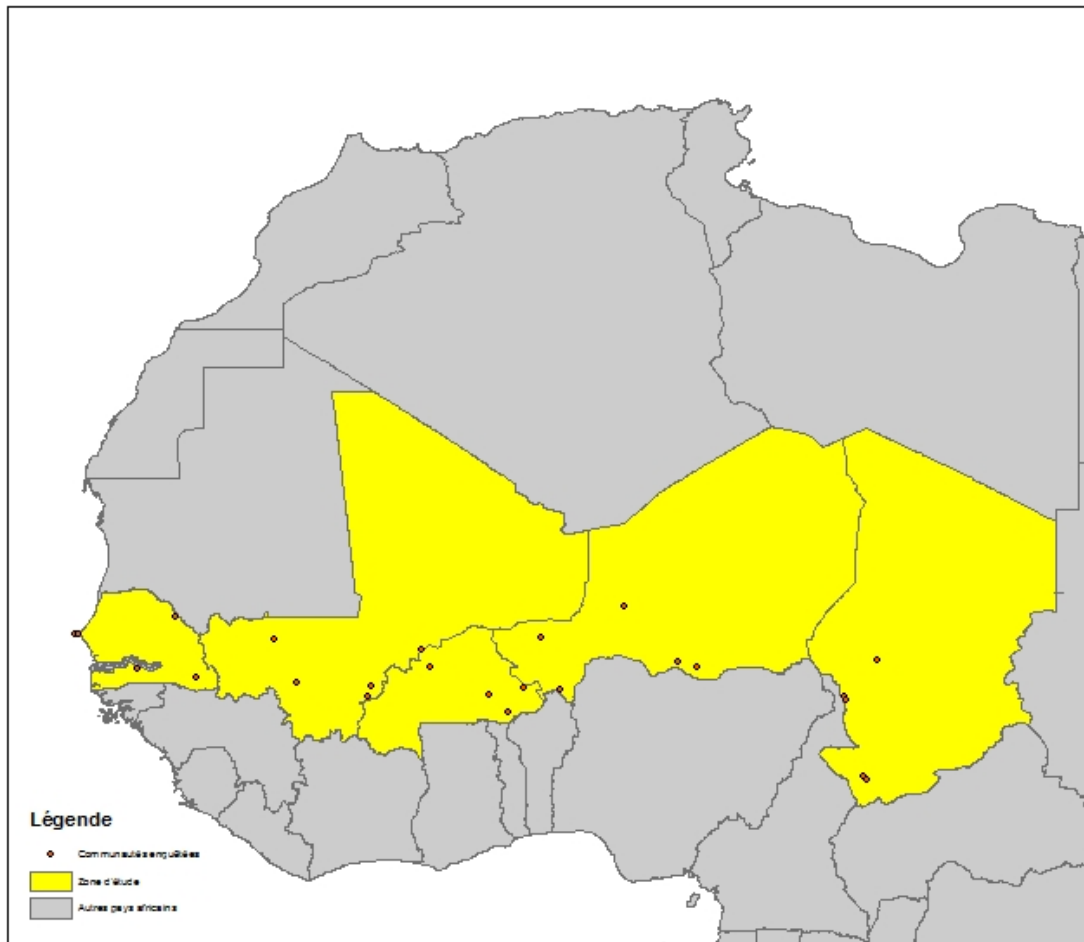 Légende
Communautés enquêtées
Zone d'étude
Autres pays africains